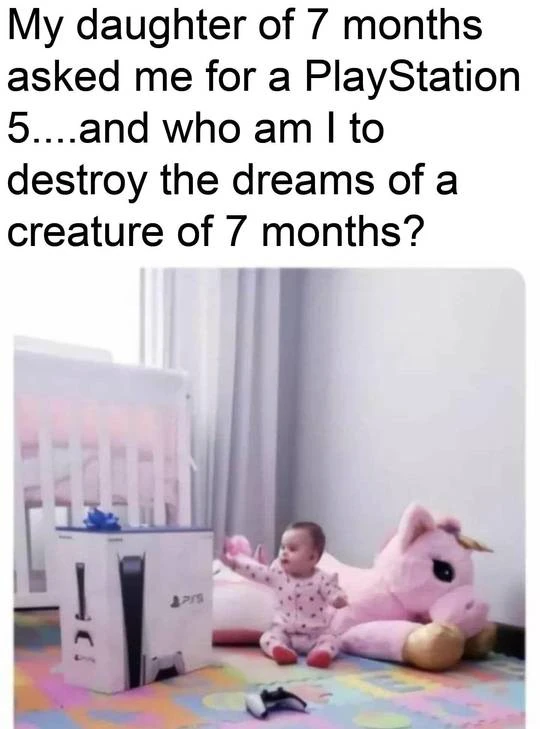 My daughter of 7 months
asked me for a PlayStation
5....and who am I to
destroy the dreams of a
creature of 7 months?
PS5